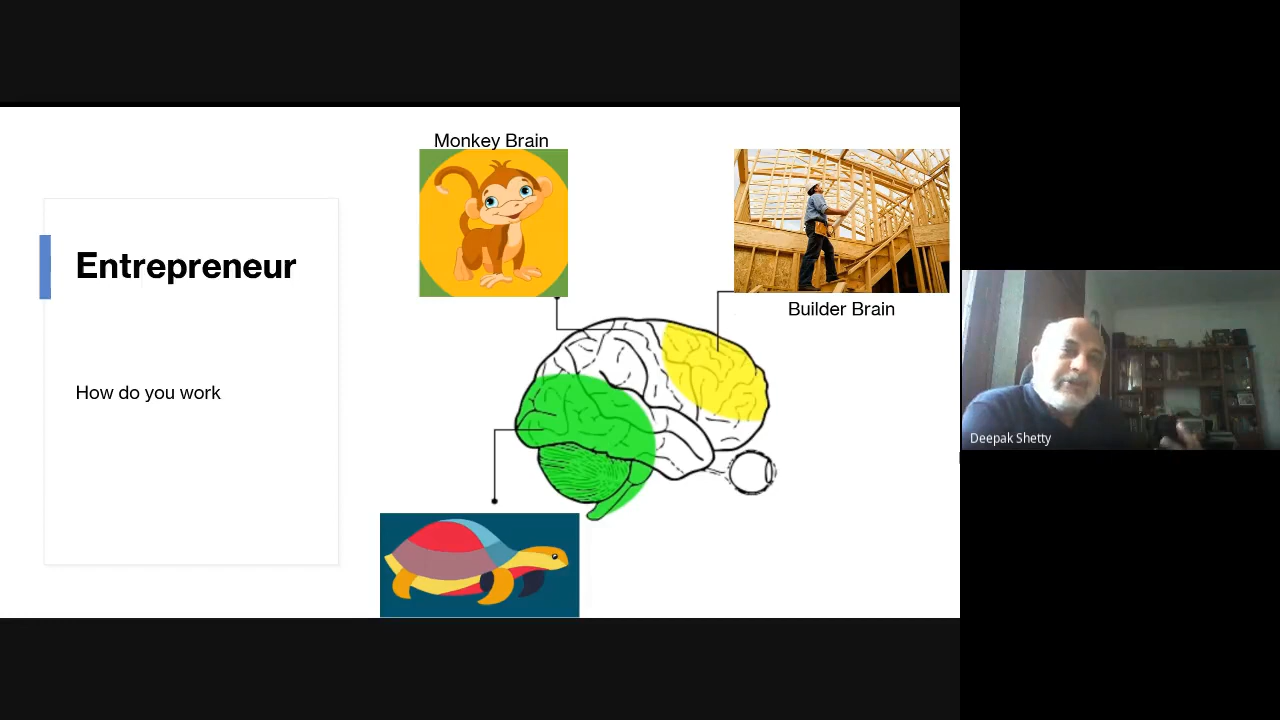 Monkey Brain
Entrepreneur
Builder Brain
How do you work
Deepak Shetty